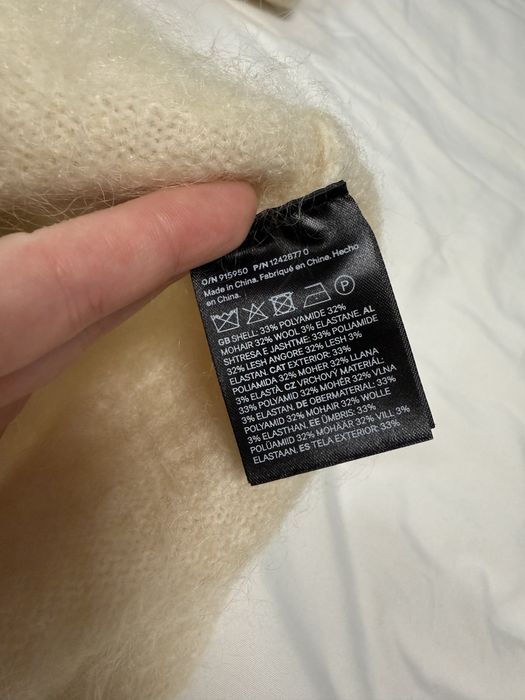 O/N 915950 P/N 1242877 0
Made in China. Fabriqué en China. Hecho
en China.
P
GB SHELL: 33% POLYAMIDE 32%
MOHAIR 32% WOOL 3% ELASTANE. AL
SHTRESA E JASHTME: 33% POLIAMIDE
32% LESH ANGORE 32% LESH 3%
ELASTAN. CAT EXTERIOR: 33%
POLIAMIDA 32% MOHER 32% LLANA
3% ELASTÀ. CZ VRCHOVÝ MATERIÁL:
33% POLYAMID 32% MOHÉR 32% VLNA
3% ELASTAN. DE OBERMATERIAL: 33%
POLYAMID 32% MOHAIR 32% WOLLE
3% ELASTHAN. EE ÜMBRIS: 33%
POLÜAMIID 32% MOHÄÄR 32% VILL 3%
ELASTAAN. ES TELA EXTERIOR: 33%